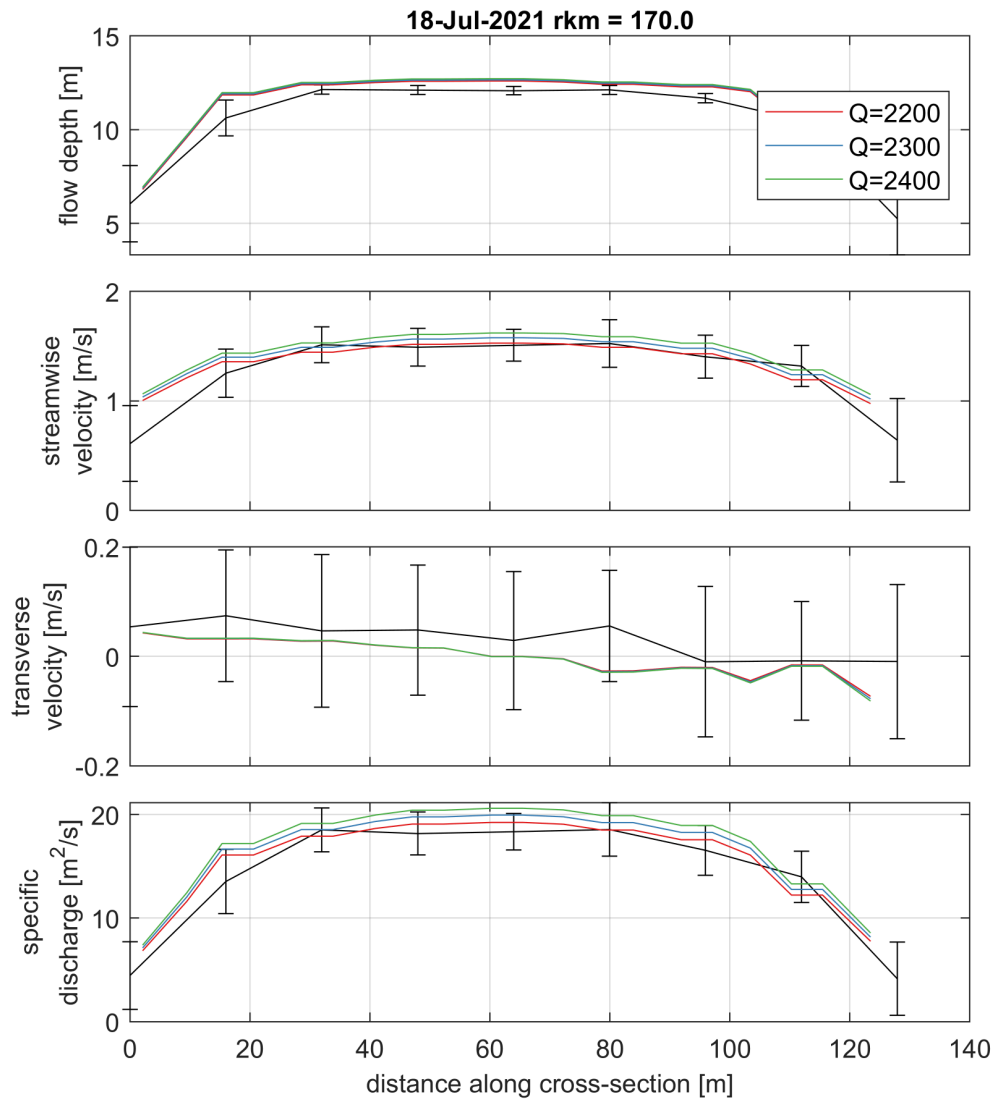 18-Jul-2021 rkm = 170.0
15
10
5
flow depth [m]
Q=2200
Q=2300
Q=2400
2
1
0
streamwise
velocity [m/s]
0.2
0
-0.2
transverse
velocity [m/s]
20
10
0
specific
discharge [m²/s]
0 20 40 60 80 100 120 140
distance along cross-section [m]